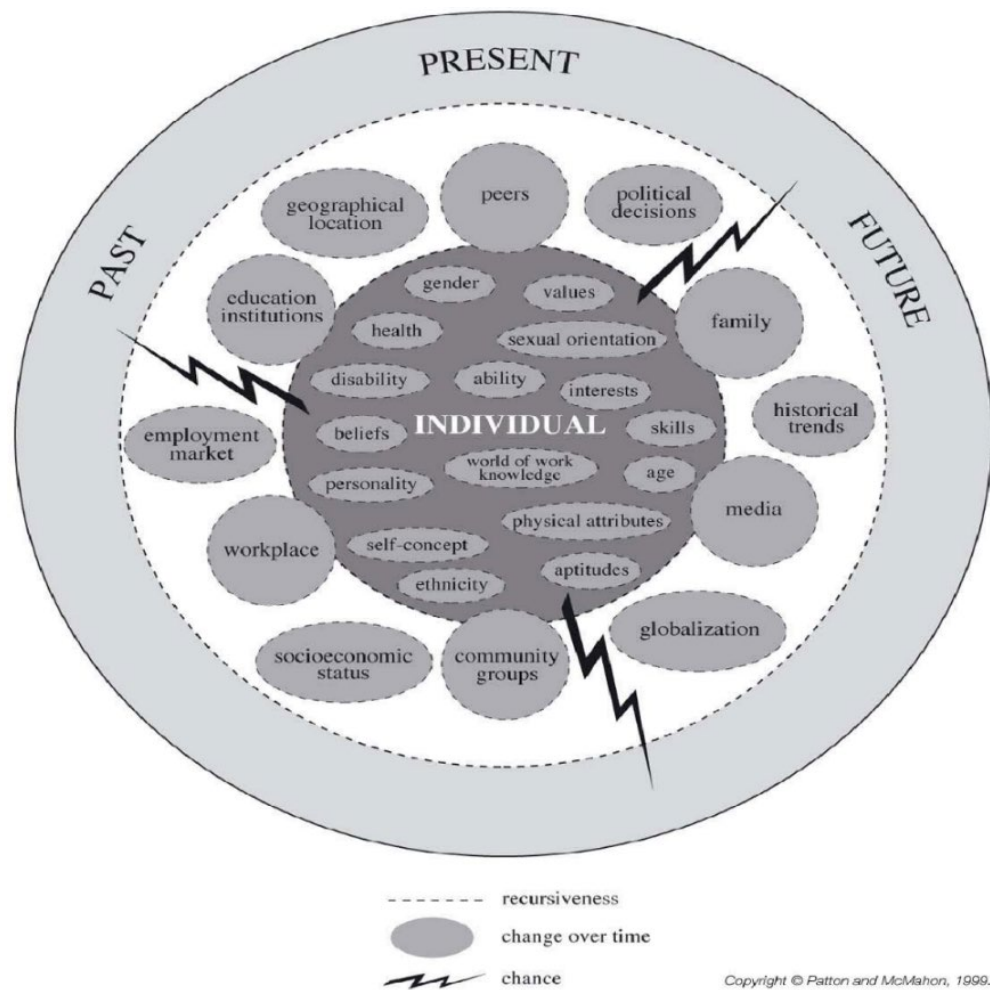 PRESENT
PAST
FUTURE
peers
geographical
location
political
decisions
education
institutions
family
employment
market
historical
trends
workplace
media
socioeconomic
status
community
groups
globalization
gender
values
health
sexual orientation
disability
ability
interests
beliefs
INDIVIDUAL
skills
world of work
knowledge
age
personality
physical attributes
self-concept
aptitudes
ethnicity
recursiveness
change over time
chance
Copyright © Patton and McMahon, 1999.